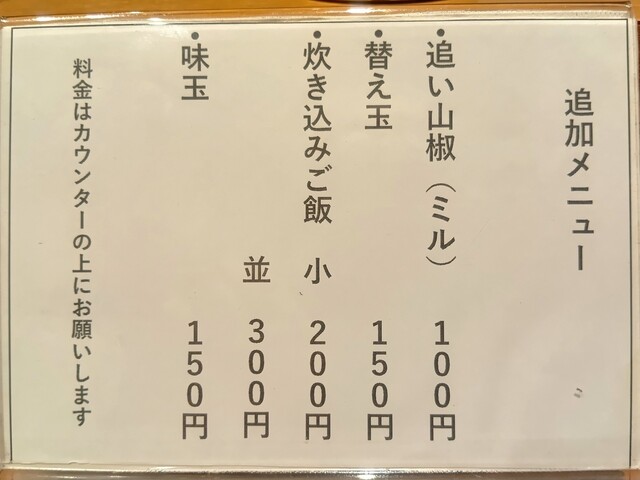 追加メニュー
・追い山椒（ミル） 100円
・替え玉 150円
・炊き込みご飯 小 200円
並 300円
・味玉 150円
料金はカウンターの上にお願いします